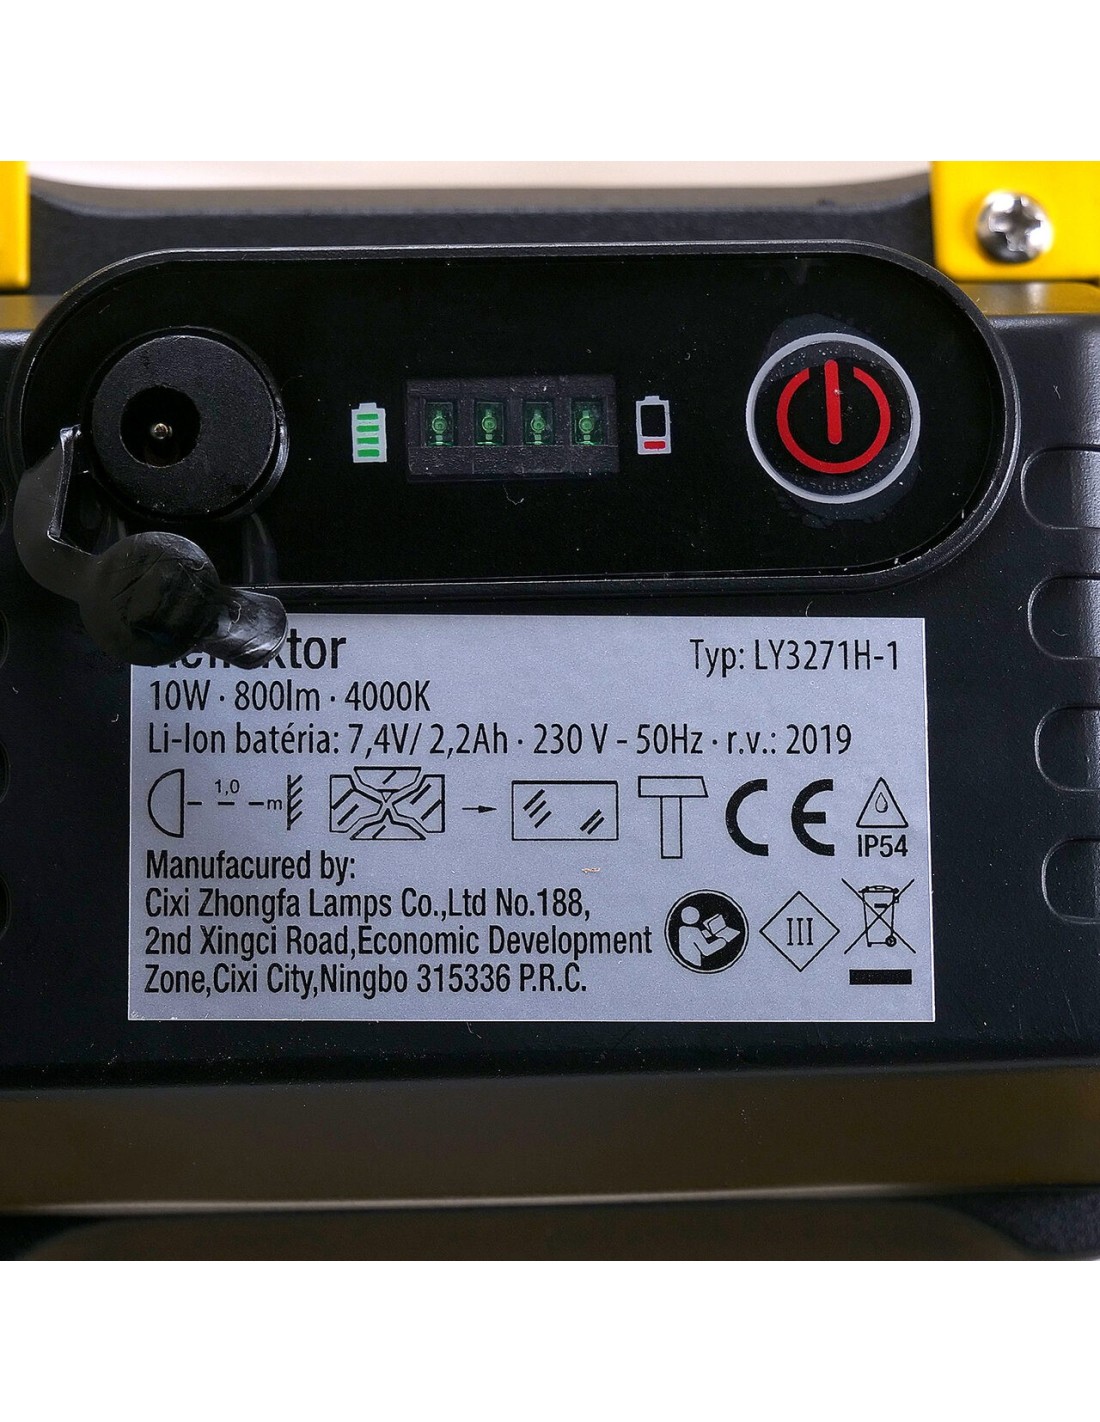 Reflektor
Typ: LY3271H-1
10W · 800lm · 4000K
Li-Ion batéria: 7,4V/ 2,2Ah · 230 V - 50Hz · r.v.: 2019
1,0
m
CE
IP54
Manufacured by:
Cixi Zhongfa Lamps Co.,Ltd No.188,
2nd Xingci Road,Economic Development
Zone,Cixi City,Ningbo 315336 P.R.C.
III